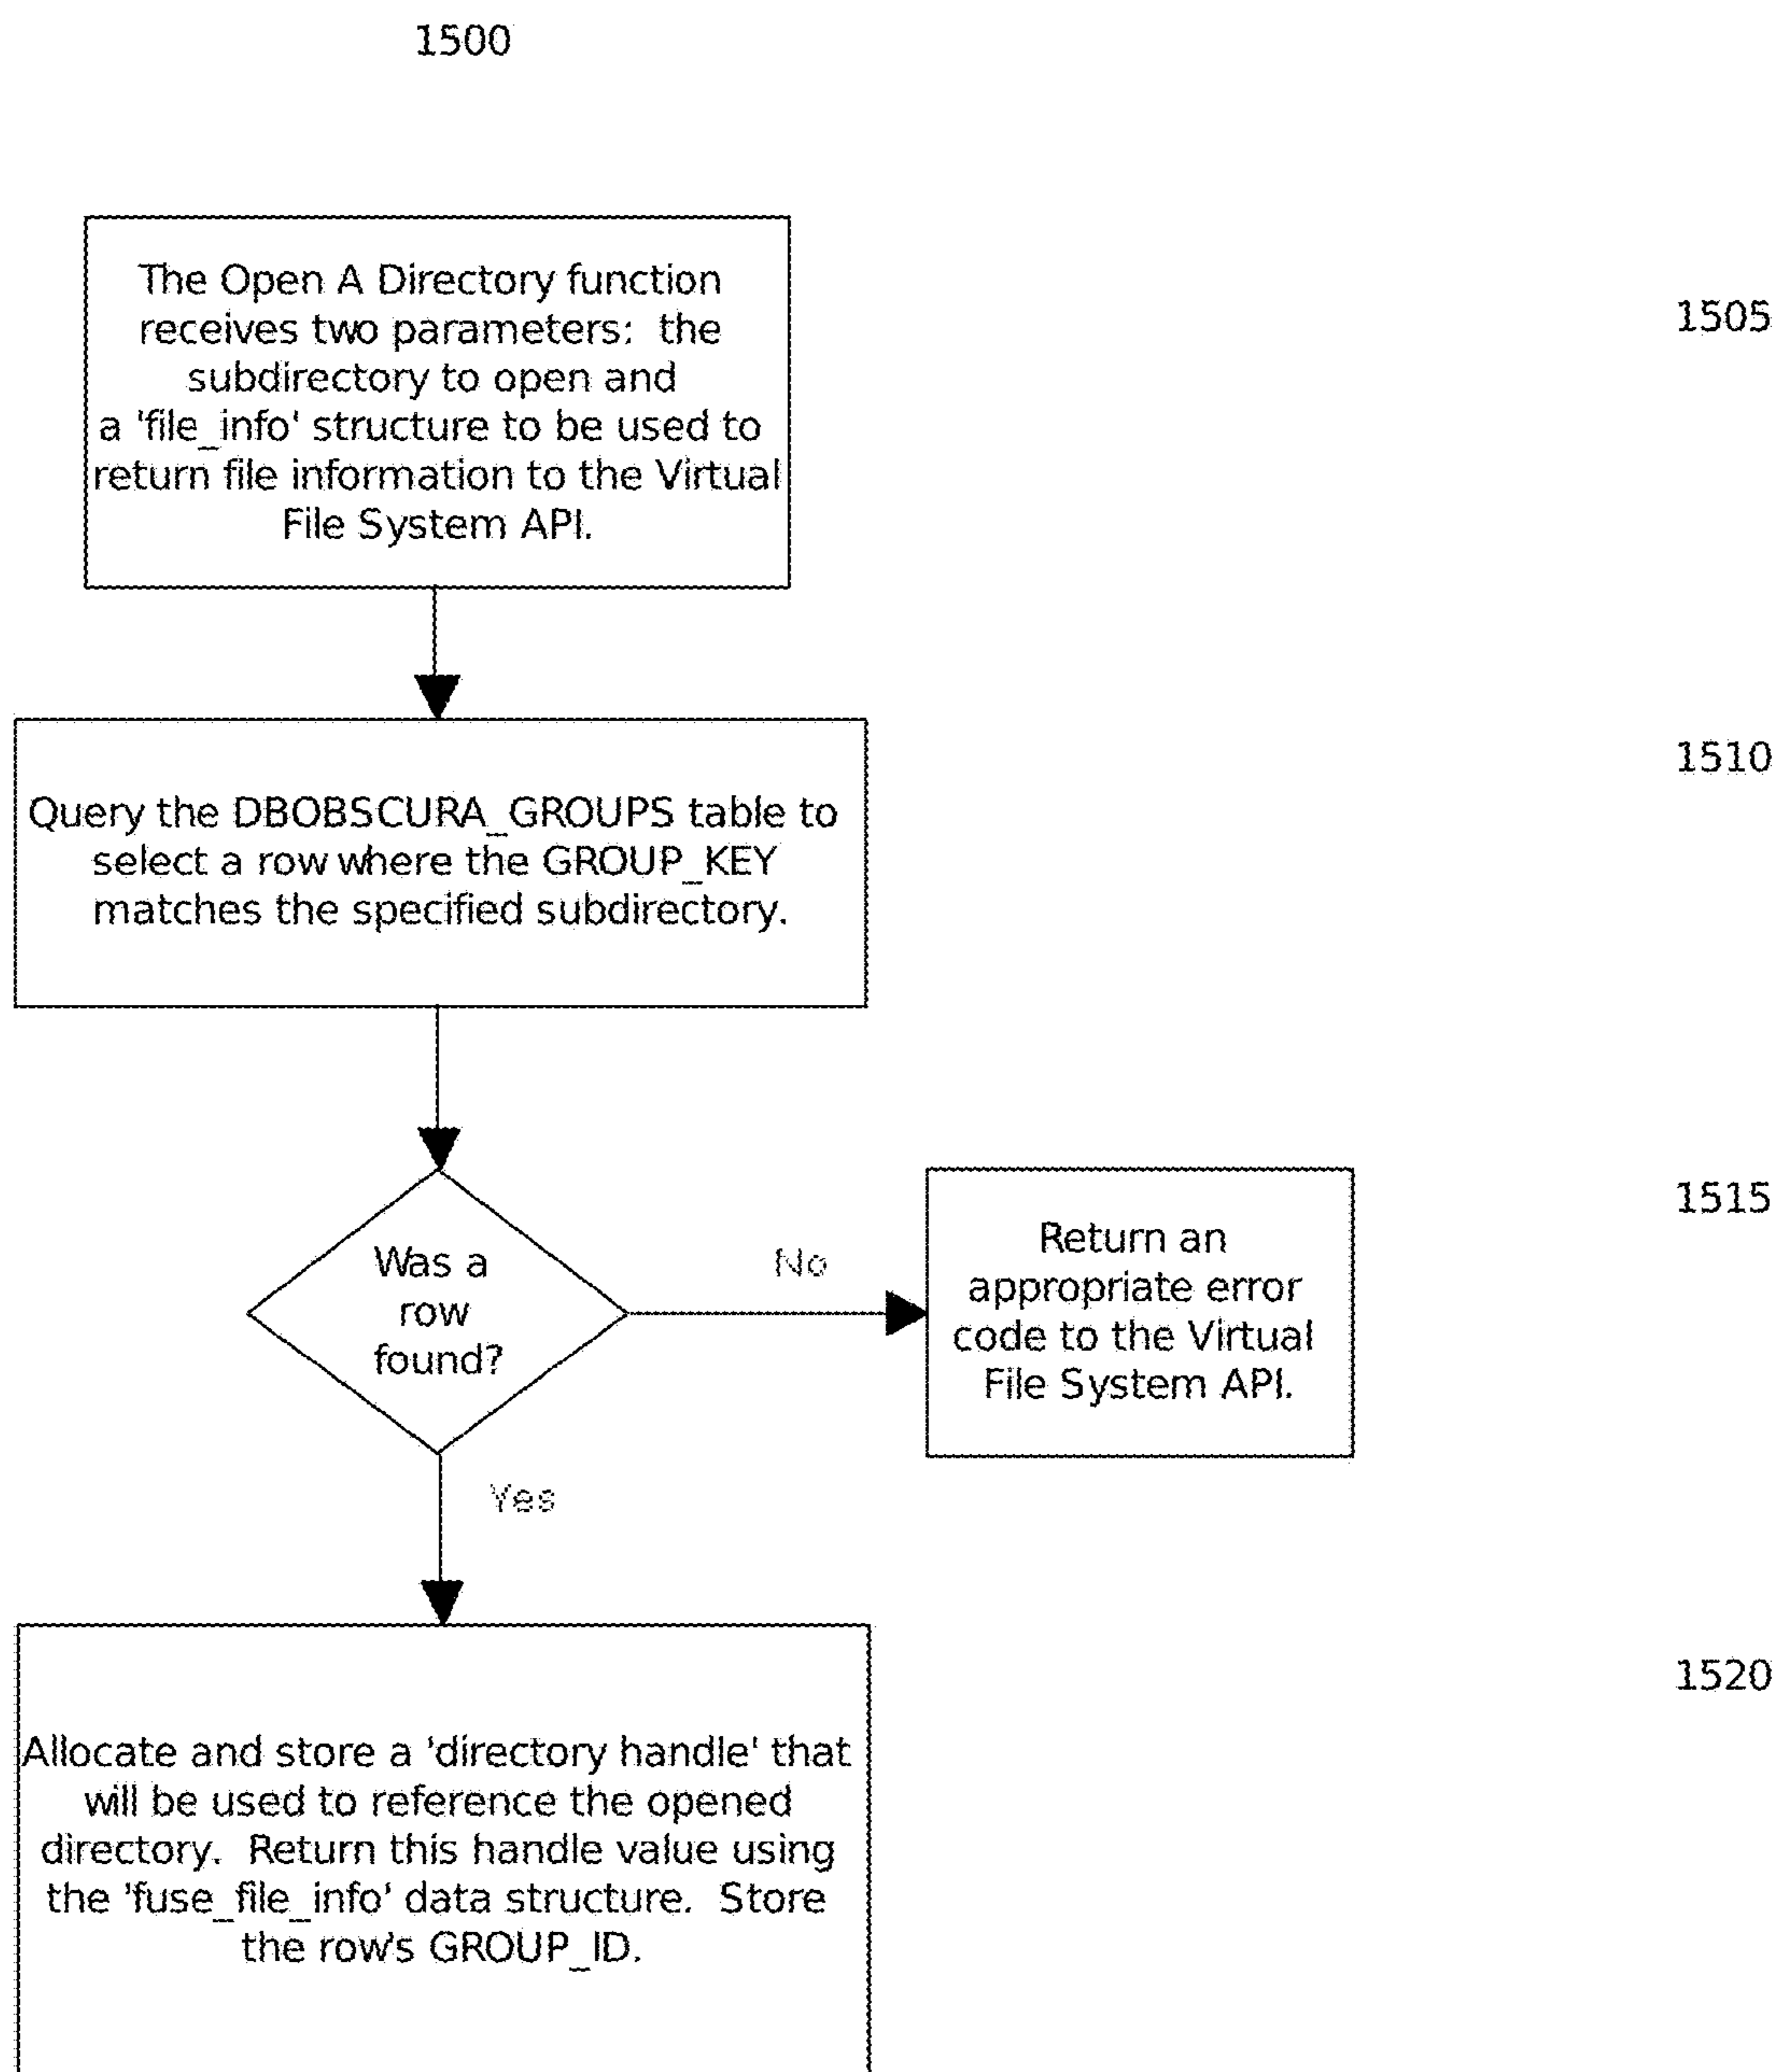 1500
The Open A Directory function
receives two parameters:  the
subdirectory to open and
a 'file_info' structure to be used to
return file information to the Virtual
File System API.
1505
1510
Query the DBOBSCURA_GROUPS table to
select a row where the GROUP_KEY
matches the specified subdirectory.
1515
Was a
row
found?
No
Return an
appropriate error
code to the Virtual
File System API.
Yes
1520
Allocate and store a 'directory handle' that
will be used to reference the opened
directory.  Return this handle value using
the 'fuse_file_info' data structure.  Store
the row's GROUP_ID.